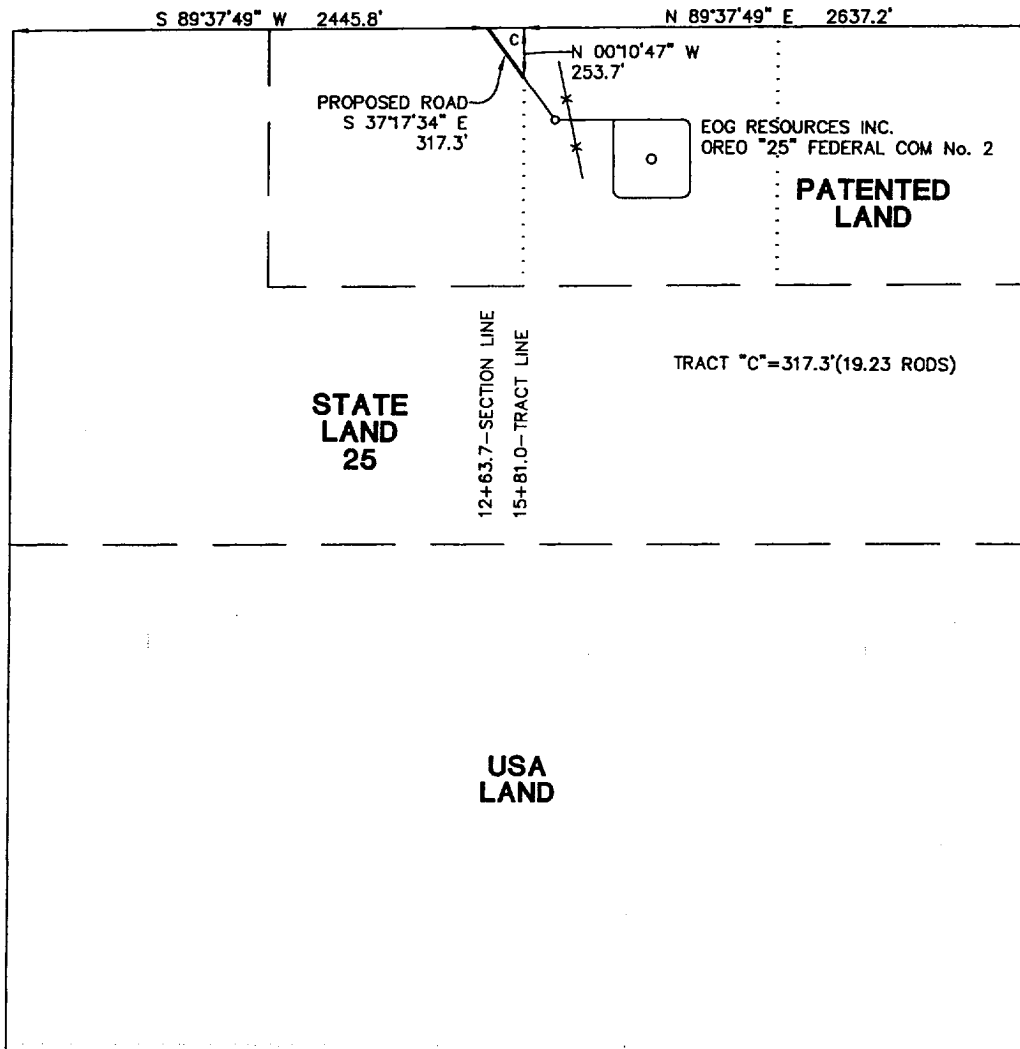 S 89°37'49" W 2445.8'
N 89°37'49" E 2637.2'
C
N 00°10'47" W
253.7'
PROPOSED ROAD
S 37°17'34" E
317.3'
EOG RESOURCES INC.
OREO "25" FEDERAL COM No. 2
PATENTED
LAND
12+63.7-SECTION LINE
15+81.0-TRACT LINE
TRACT "C"=317.3'(19.23 RODS)
STATE
LAND
25
USA
LAND